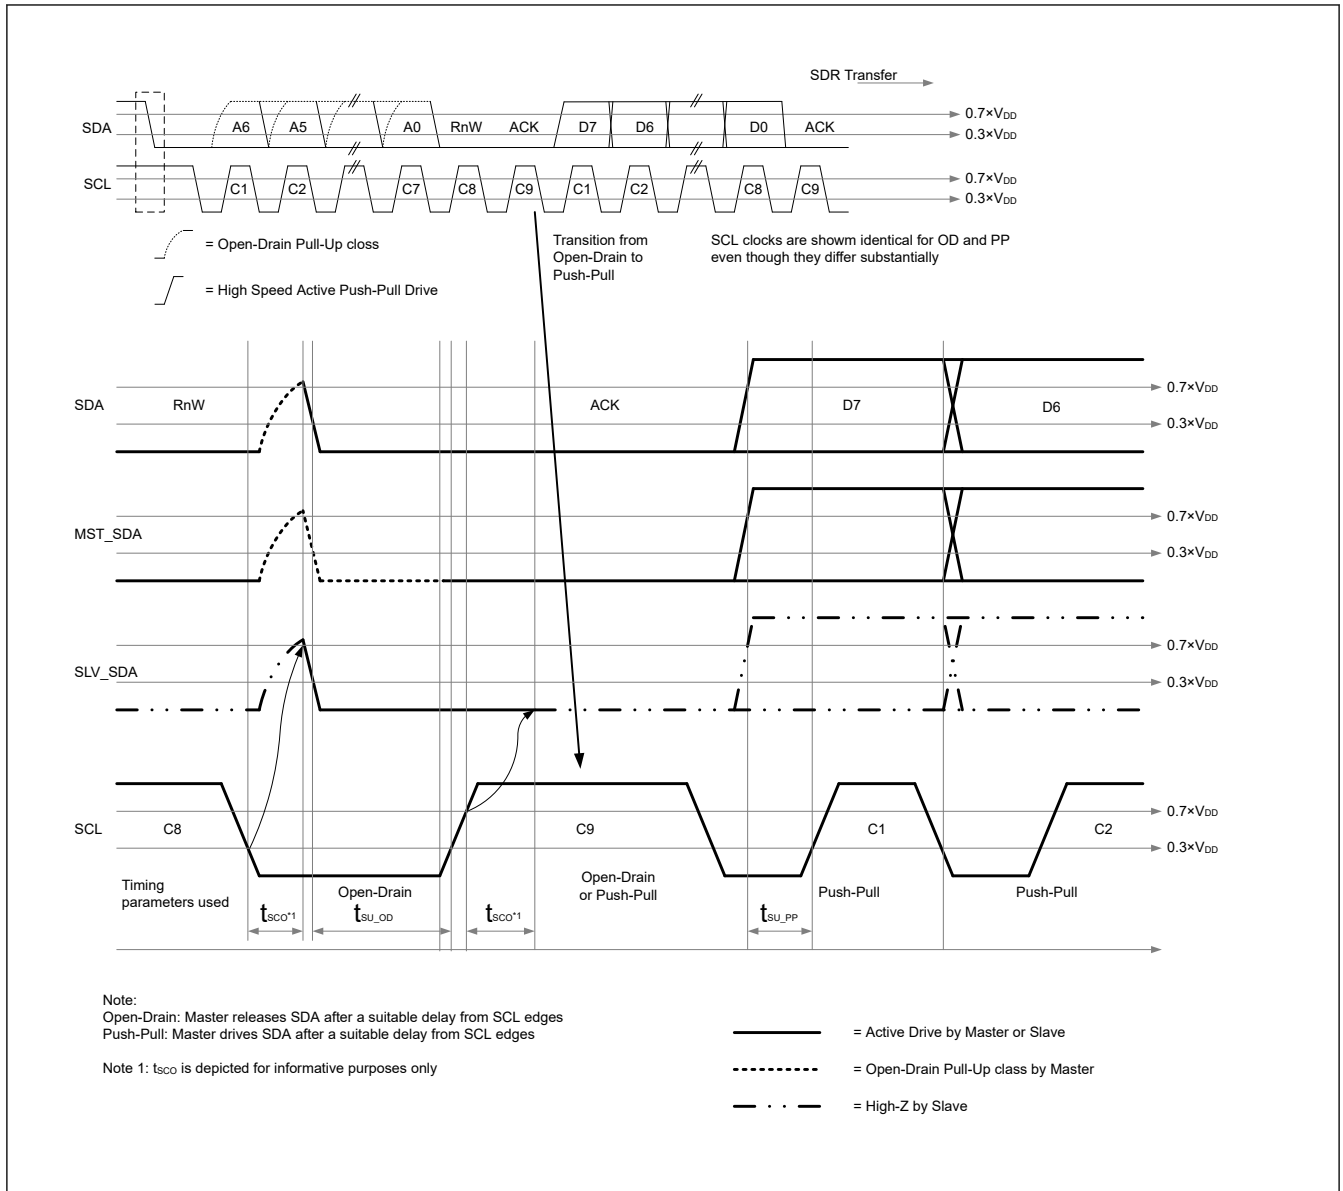 SDR Transfer
SDA
A6 A5 A0 RnW ACK D7 D6 D0 ACK
0.7×VDD
0.3×VDD
SCL
C1 C2 C7 C8 C9 C1 C2 C8 C9
0.7×VDD
0.3×VDD
= Open-Drain Pull-Up closs
= High Speed Active Push-Pull Drive
Transition from
Open-Drain to
Push-Pull
SCL clocks are showm identical for OD and PP
even though they differ substantially
SDA
RnW ACK D7 D6
0.7×VDD
0.3×VDD
MST_SDA
0.7×VDD
0.3×VDD
SLV_SDA
0.7×VDD
0.3×VDD
SCL
C8 C9 C1 C2
0.7×VDD
0.3×VDD
Timing
parameters used
Open-Drain
Open-Drain
or Push-Pull
Push-Pull
Push-Pull
tSCO*1
tSU_OD
tSCO*1
tSU_PP
Note:
Open-Drain: Master releases SDA after a suitable delay from SCL edges
Push-Pull: Master drives SDA after a suitable delay from SCL edges
Note 1: tSCO is depicted for informative purposes only
= Active Drive by Master or Slave
= Open-Drain Pull-Up class by Master
= High-Z by Slave